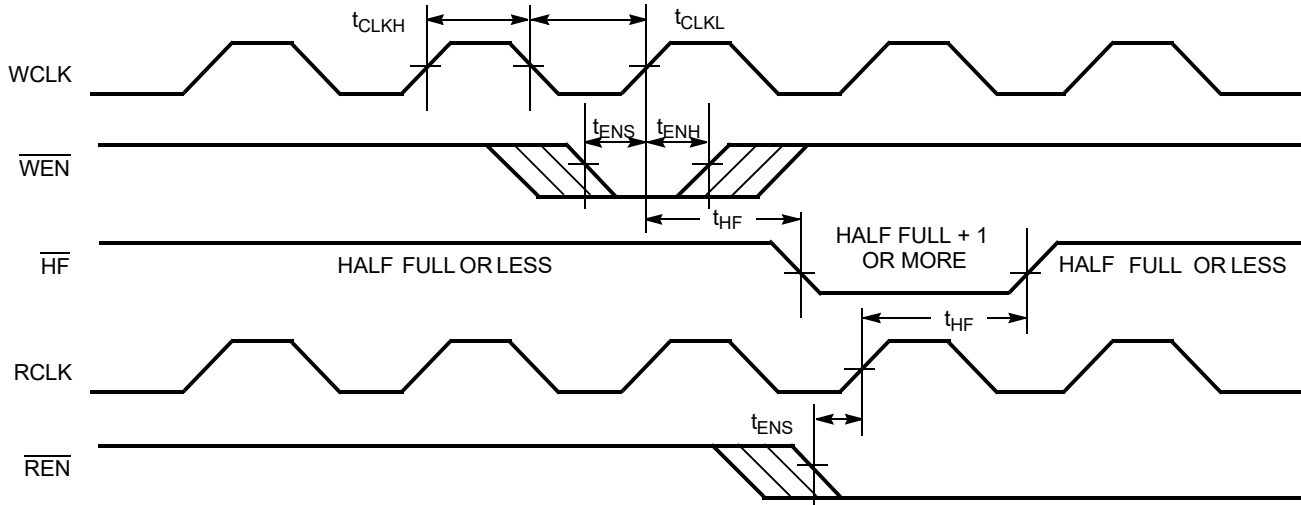 tCLKH
tCLKL
WCLK
tENS
tENH
WEN
tHF
HALF FULL + 1
OR MORE
HF
HALF FULL OR LESS
HALF FULL OR LESS
tHF
RCLK
tENS
REN